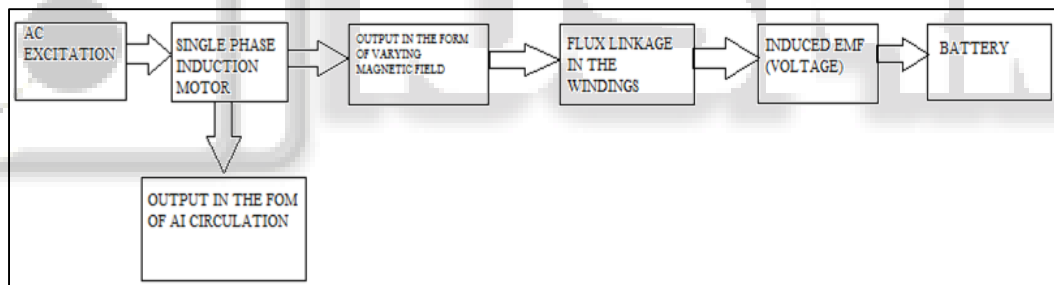 AC
EXCITATION
SINGLE PHASE
INDUCTION
MOTOR
OUTPUT IN THE FORM
OF VARYING
MAGNETIC FIELD
FLUX LINKAGE
IN THE
WINDINGS
INDUCED EMF
(VOLTAGE)
BATTERY
OUTPUT IN THE FOM
OF AI CIRCULATION